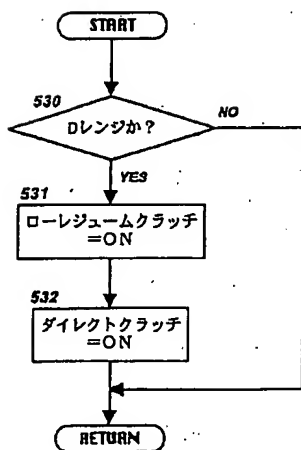 START
530
Dレンジか？
NO
YES
531
ローレジュームクラッチ
=ON
532
ダイレクトクラッチ
=ON
RETURN